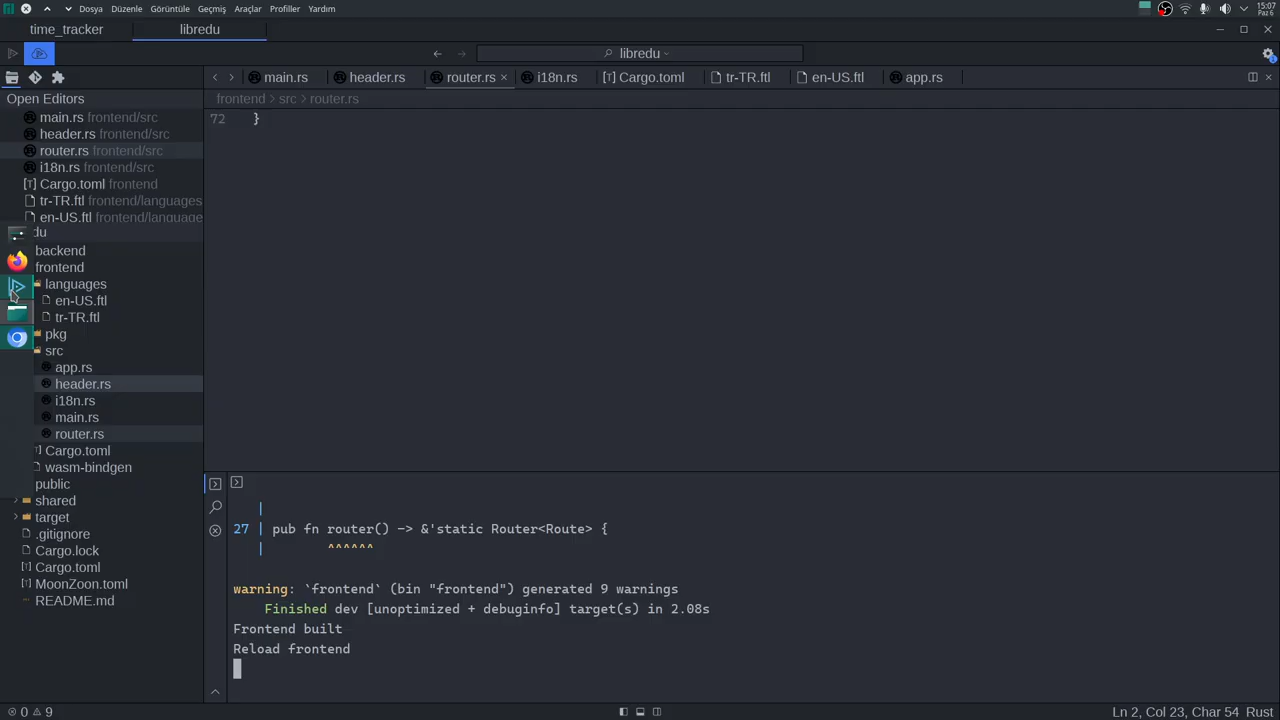 Dosya Düzenle Görüntüle Geçmiş Araçlar Profiller Yardım
15:07
Paz 6
time_tracker libredu
libredu
main.rs header.rs router.rs i18n.rs Cargo.toml tr-TR.ftl en-US.ftl app.rs
Open Editors
frontend > src > router.rs
main.rs frontend/src
header.rs frontend/src
router.rs frontend/src
i18n.rs frontend/src
[T] Cargo.toml frontend
tr-TR.ftl frontend/languages
en-US.ftl frontend/language
du
backend
frontend
languages
en-US.ftl
tr-TR.ftl
pkg
src
app.rs
header.rs
i18n.rs
main.rs
router.rs
Cargo.toml
wasm-bindgen
public
shared
target
.gitignore
Cargo.lock
Cargo.toml
MoonZoon.toml
README.md
72 }
|
27 | pub fn router() -> &'static Router<Route> {
| ^^^^^^
warning: `frontend` (bin "frontend") generated 9 warnings
Finished dev [unoptimized + debuginfo] target(s) in 2.08s
Frontend built
Reload frontend
0 9
Ln 2, Col 23, Char 54 Rust